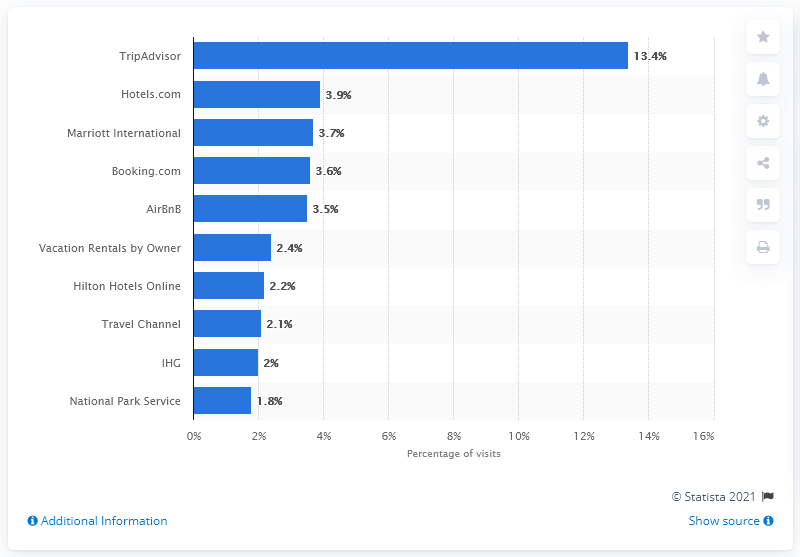 TripAdvisor 13.4%
Hotels.com 3.9%
Marriott International 3.7%
Booking.com 3.6%
AirBnB 3.5%
Vacation Rentals by Owner 2.4%
Hilton Hotels Online 2.2%
Travel Channel 2.1%
IHG 2%
National Park Service 1.8%
0% 2% 4% 6% 8% 10% 12% 14% 16%
Percentage of visits
© Statista 2021
Additional Information Show source